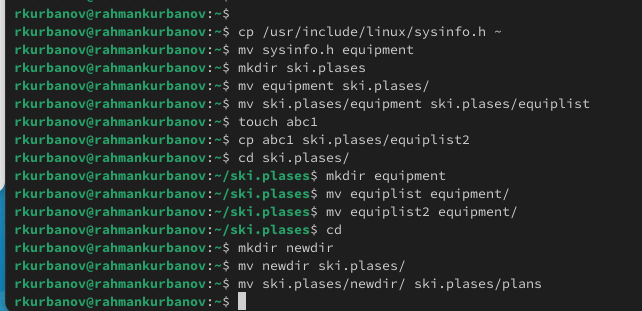 rkurbanov@rahmankurbanov:~$
rkurbanov@rahmankurbanov:~$ cp /usr/include/linux/sysinfo.h ~
rkurbanov@rahmankurbanov:~$ mv sysinfo.h equipment
rkurbanov@rahmankurbanov:~$ mkdir ski.plases
rkurbanov@rahmankurbanov:~$ mv equipment ski.plases/
rkurbanov@rahmankurbanov:~$ mv ski.plases/equipment ski.plases/equiplist
rkurbanov@rahmankurbanov:~$ touch abc1
rkurbanov@rahmankurbanov:~$ cp abc1 ski.plases/equiplist2
rkurbanov@rahmankurbanov:~$ cd ski.plases/
rkurbanov@rahmankurbanov:~/ski.plases$ mkdir equipment
rkurbanov@rahmankurbanov:~/ski.plases$ mv equiplist equipment/
rkurbanov@rahmankurbanov:~/ski.plases$ mv equiplist2 equipment/
rkurbanov@rahmankurbanov:~/ski.plases$ cd
rkurbanov@rahmankurbanov:~$ mkdir newdir
rkurbanov@rahmankurbanov:~$ mv newdir ski.plases/
rkurbanov@rahmankurbanov:~$ mv ski.plases/newdir/ ski.plases/plans
rkurbanov@rahmankurbanov:~$